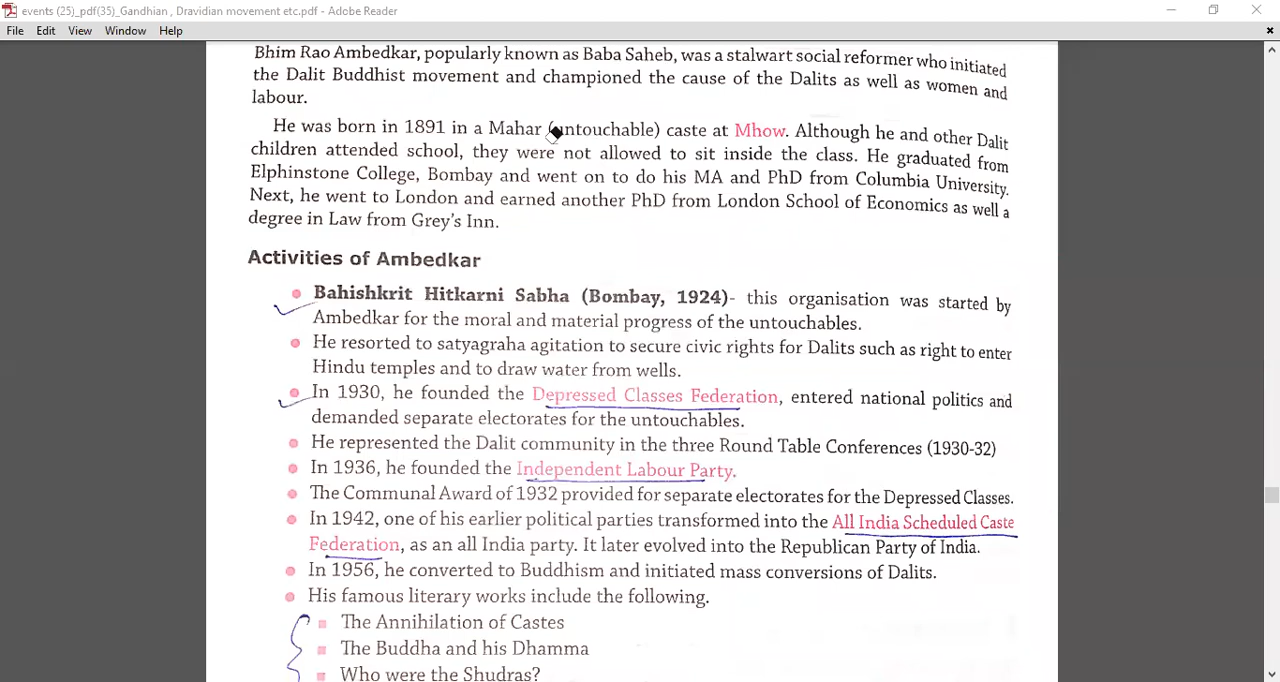 events (25)_pdf(35)_Gandhian , Dravidian movement etc.pdf - Adobe Reader
File Edit View Window Help
Bhim Rao Ambedkar, popularly known as Baba Saheb, was a stalwart social reformer who initiated
the Dalit Buddhist movement and championed the cause of the Dalits as well as women and
labour.
He was born in 1891 in a Mahar (untouchable) caste at Mhow. Although he and other Dalit
children attended school, they were not allowed to sit inside the class. He graduated from
Elphinstone College, Bombay and went on to do his MA and PhD from Columbia University.
Next, he went to London and earned another PhD from London School of Economics as well a
degree in Law from Grey's Inn.
Activities of Ambedkar
Bahishkrit Hitkarni Sabha (Bombay, 1924)- this organisation was started by
Ambedkar for the moral and material progress of the untouchables.
He resorted to satyagraha agitation to secure civic rights for Dalits such as right to enter
Hindu temples and to draw water from wells.
In 1930, he founded the Depressed Classes Federation, entered national politics and
demanded separate electorates for the untouchables.
He represented the Dalit community in the three Round Table Conferences (1930-32)
In 1936, he founded the Independent Labour Party.
The Communal Award of 1932 provided for separate electorates for the Depressed Classes.
In 1942, one of his earlier political parties transformed into the All India Scheduled Caste
Federation, as an all India party. It later evolved into the Republican Party of India.
In 1956, he converted to Buddhism and initiated mass conversions of Dalits.
His famous literary works include the following.
The Annihilation of Castes
The Buddha and his Dhamma
Who were the Shudras?